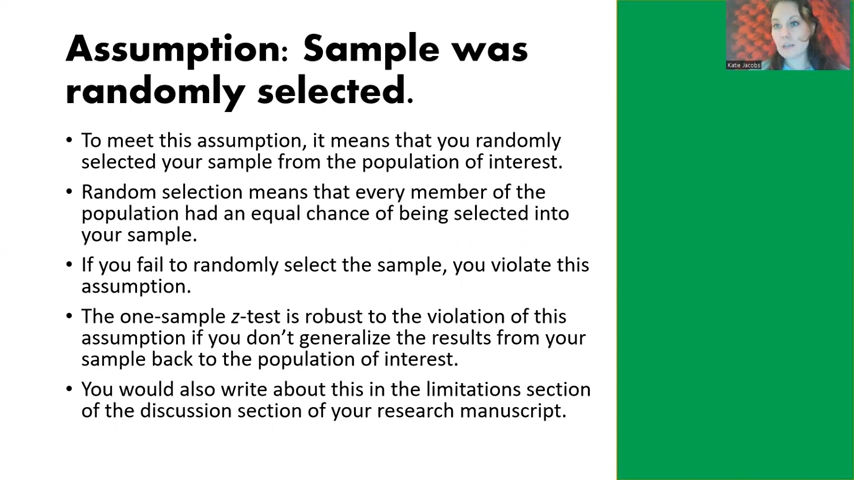 Assumption: Sample was
randomly selected.
• To meet this assumption, it means that you randomly
selected your sample from the population of interest.
• Random selection means that every member of the
population had an equal chance of being selected into
your sample.
• If you fail to randomly select the sample, you violate this
assumption.
• The one-sample z-test is robust to the violation of this
assumption if you don’t generalize the results from your
sample back to the population of interest.
• You would also write about this in the limitations section
of the discussion section of your research manuscript.
Katie Jacobs